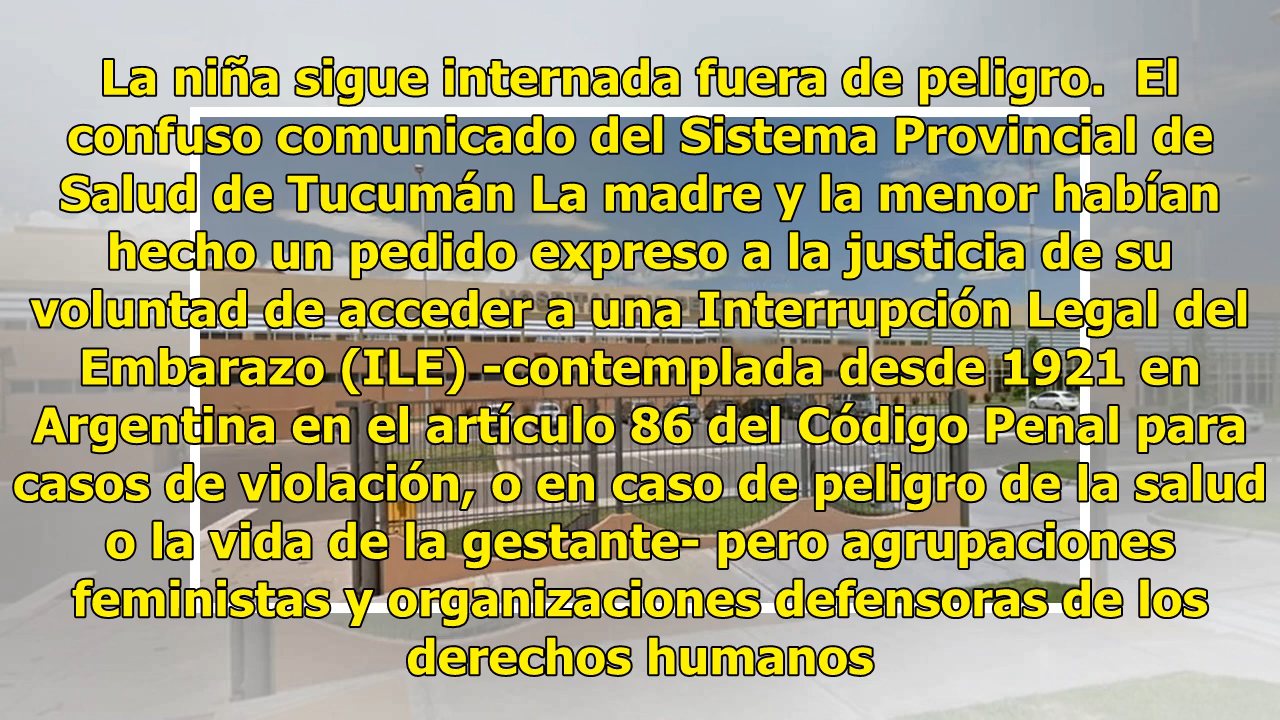 La niña sigue internada fuera de peligro.  El
confuso comunicado del Sistema Provincial de
Salud de Tucumán La madre y la menor habían
hecho un pedido expreso a la justicia de su
voluntad de acceder a una Interrupción Legal del
Embarazo (ILE) -contemplada desde 1921 en
Argentina en el artículo 86 del Código Penal para
casos de violación, o en caso de peligro de la salud
o la vida de la gestante- pero agrupaciones
feministas y organizaciones defensoras de los
derechos humanos
HOSPITAL